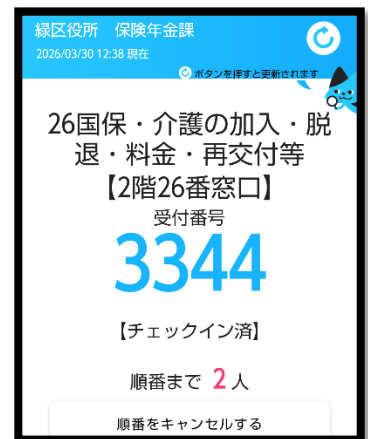 緑区役所　保険年金課
2026/03/30 12:38 現在
ボタンを押すと更新されます
26国保・介護の加入・脱
退・料金・再交付等
【2階26番窓口】
受付番号
3344
【チェックイン済】
順番まで 2人
順番をキャンセルする